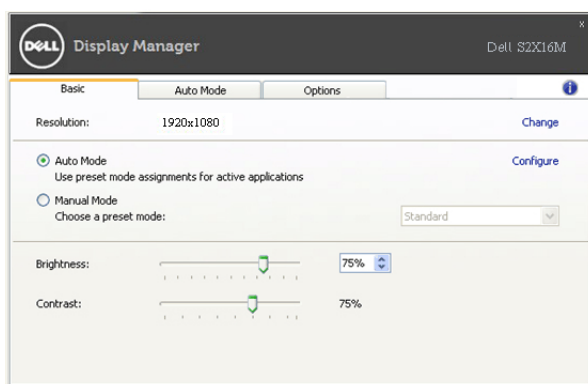 x
DELL Display Manager Dell S2X16M
Basic Auto Mode Options i
Resolution: 1920x1080 Change
Auto Mode Configure
Use preset mode assignments for active applications
Manual Mode
Choose a preset mode: Standard
Brightness: 75%
Contrast: 75%